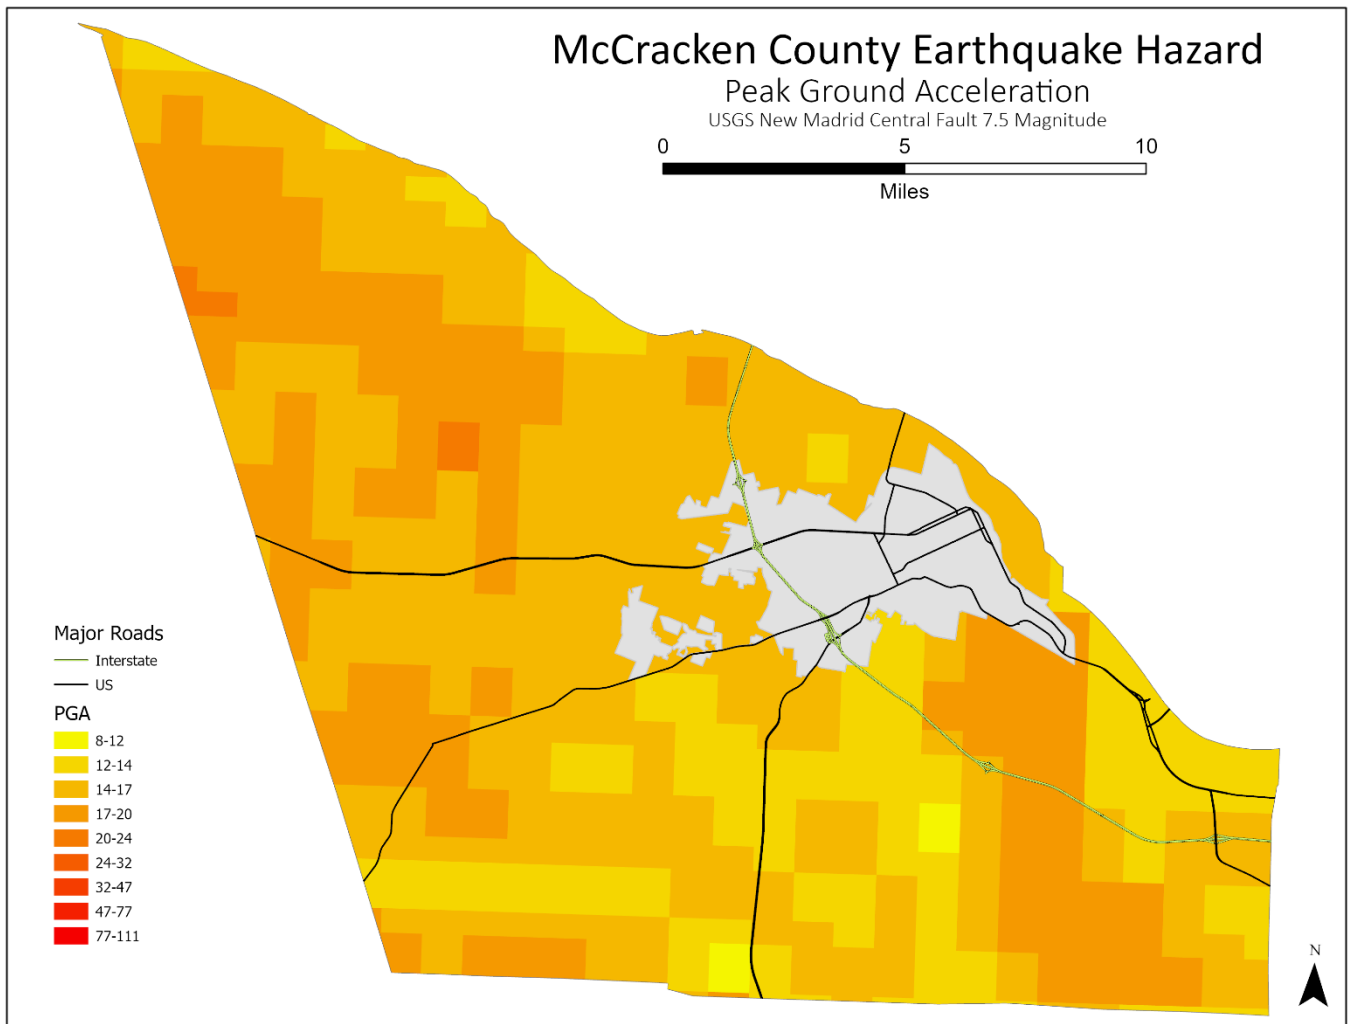 McCracken County Earthquake Hazard
Peak Ground Acceleration
USGS New Madrid Central Fault 7.5 Magnitude
0 5 10
Miles
Major Roads
Interstate
US
PGA
8-12
12-14
14-17
17-20
20-24
24-32
32-47
47-77
77-111
N